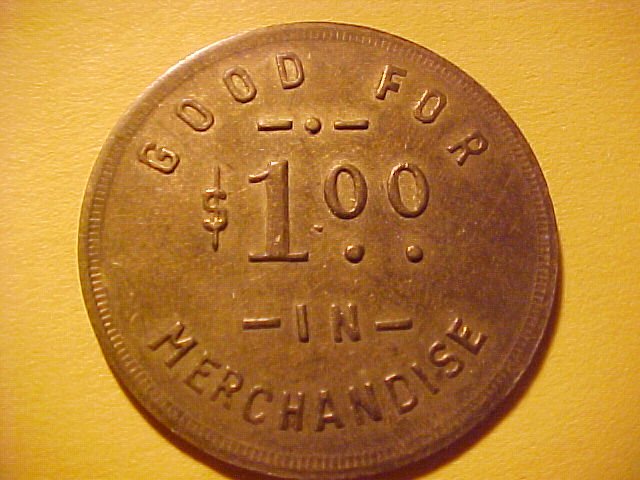 GOOD FOR
$1.00
IN
MERCHANDISE